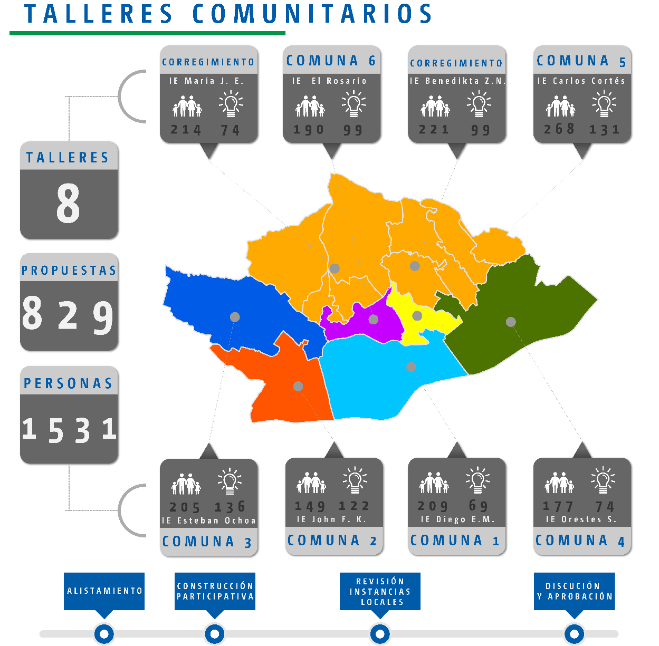 TALLERES COMUNITARIOS
CORREGIMIENTO
IE Maria J. E.
214 74
COMUNA 6
IE El Rosario
190 99
CORREGIMIENTO
IE Benedikta Z.N.
221 99
COMUNA 5
IE Carlos Cortés
268 131
TALLERES
8
PROPUESTAS
829
PERSONAS
1531
205 136
IE Esteban Ochoa
COMUNA 3
149 122
IE John F. K.
COMUNA 2
209 69
IE Diego E.M.
COMUNA 1
177 74
IE Orestes S.
COMUNA 4
ALISTAMIENTO
CONSTRUCCIÓN
PARTICIPATIVA
REVISIÓN
INSTANCIAS
LOCALES
DISCUCIÓN
Y APROBACIÓN